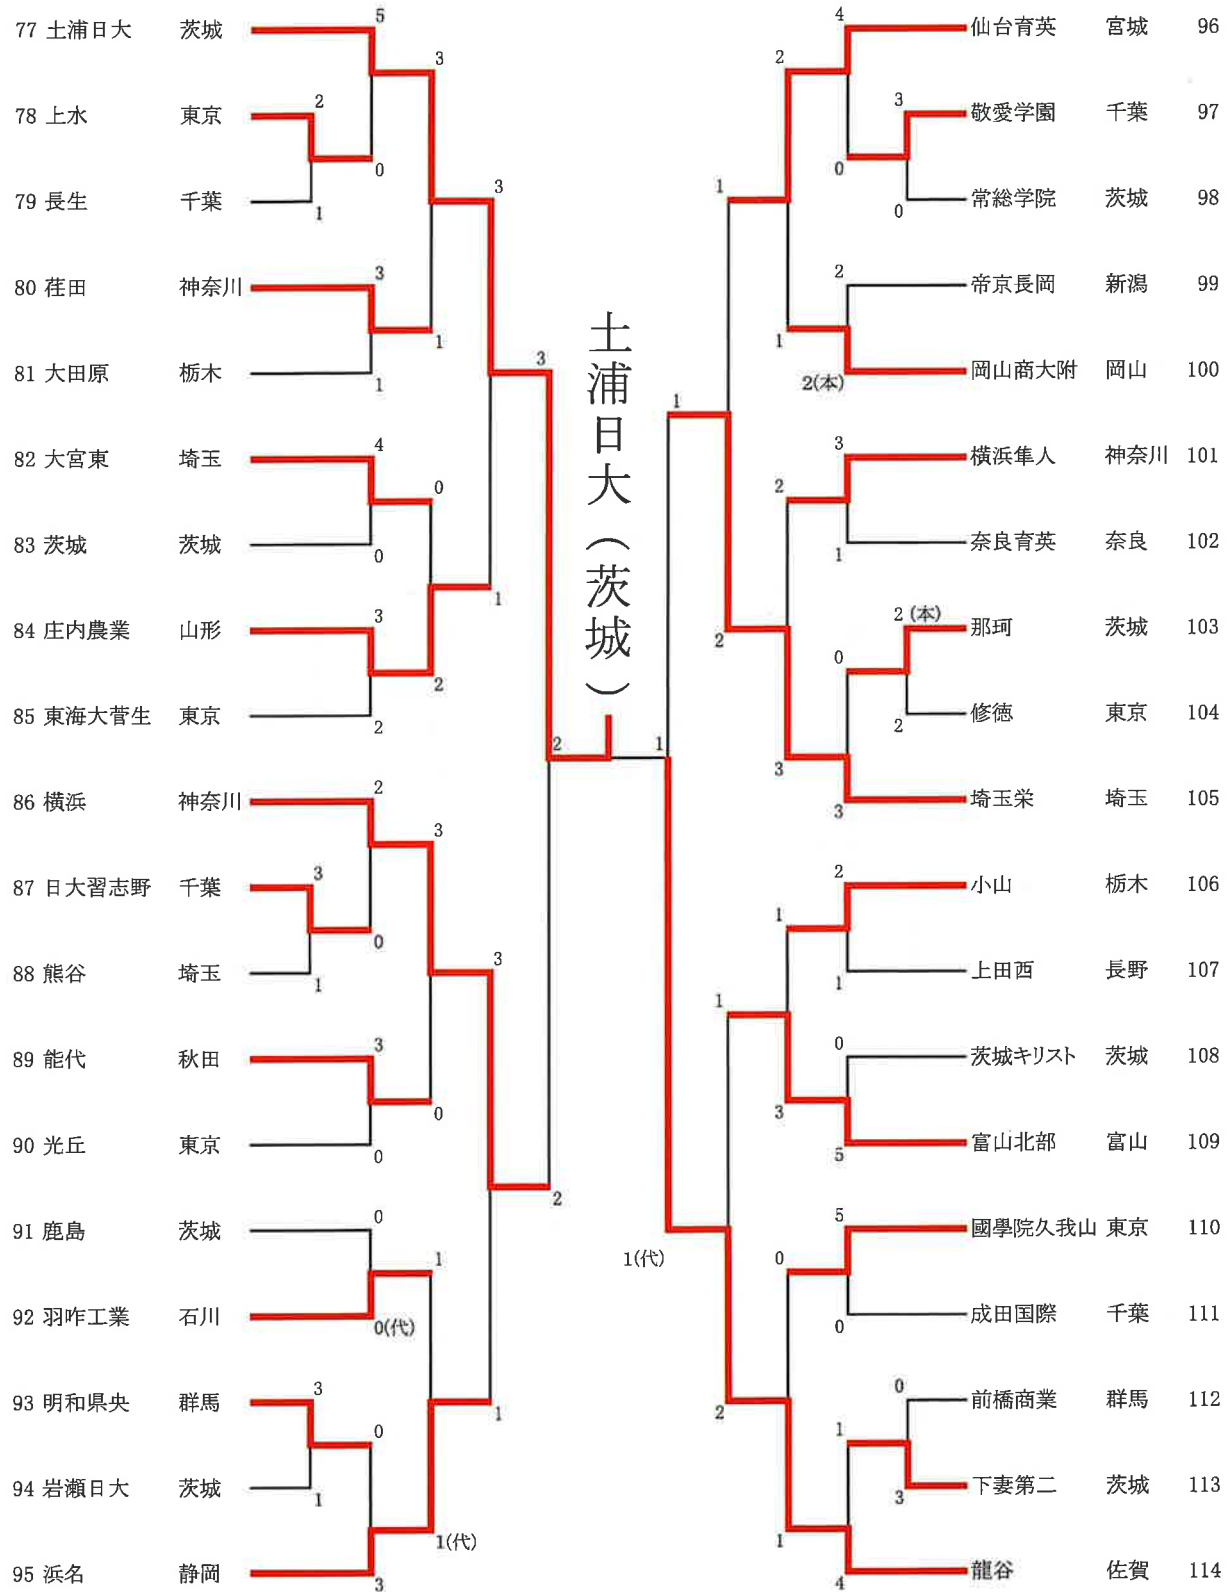 77 土浦日大 茨城
78 上水 東京
79 長生 千葉
80 荏田 神奈川
81 大田原 栃木
82 大宮東 埼玉
83 茨城 茨城
84 庄内農業 山形
85 東海大菅生 東京
86 横浜 神奈川
87 日大習志野 千葉
88 熊谷 埼玉
89 能代 秋田
90 光丘 東京
91 鹿島 茨城
92 羽咋工業 石川
93 明和県央 群馬
94 岩瀬日大 茨城
95 浜名 静岡
5
2
0
1
3
1
4
0
3
2
2
3
0
1
3
0
0
0(代)
3
0
1
3
3
1
0
2
3
0
1
1(代)
3
1
3
1
3
2
2
土浦日大（茨城）
1
1
1(代)
1
2
1
2
2
1
2
3
1
3
0
1
4
3
0
0
2
2(本)
3
1
2 (本)
0
2
3
2
1
0
5
5
0
0
1
3
4
仙台育英 宮城 96
敬愛学園 千葉 97
常総学院 茨城 98
帝京長岡 新潟 99
岡山商大附 岡山 100
横浜隼人 神奈川 101
奈良育英 奈良 102
那珂 茨城 103
修徳 東京 104
埼玉栄 埼玉 105
小山 栃木 106
上田西 長野 107
茨城キリスト 茨城 108
富山北部 富山 109
國學院久我山 東京 110
成田国際 千葉 111
前橋商業 群馬 112
下妻第二 茨城 113
龍谷 佐賀 114